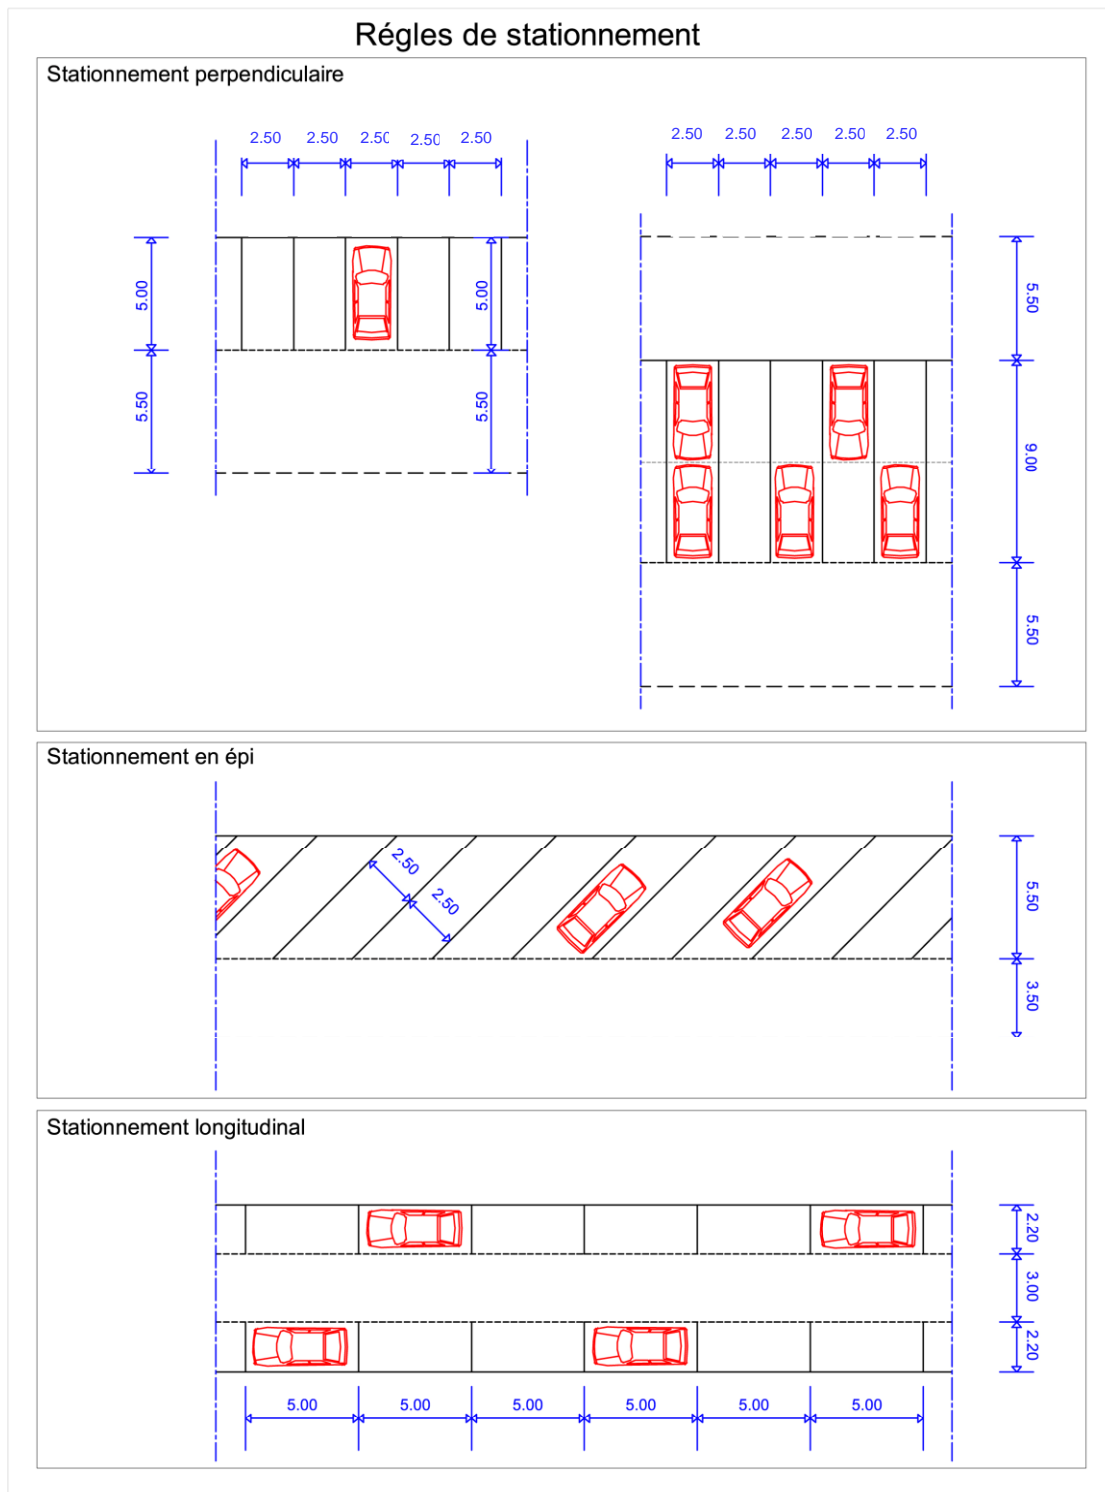 Régles de stationnement
Stationnement perpendiculaire
2.50 2.50 2.50 2.50 2.50
2.50 2.50 2.50 2.50 2.50
5.00
5.00
5.50
5.50
5.50
9.00
5.50
Stationnement en épi
2.50
2.50
5.50
3.50
Stationnement longitudinal
2.20
3.00
2.20
5.00 5.00 5.00 5.00 5.00 5.00